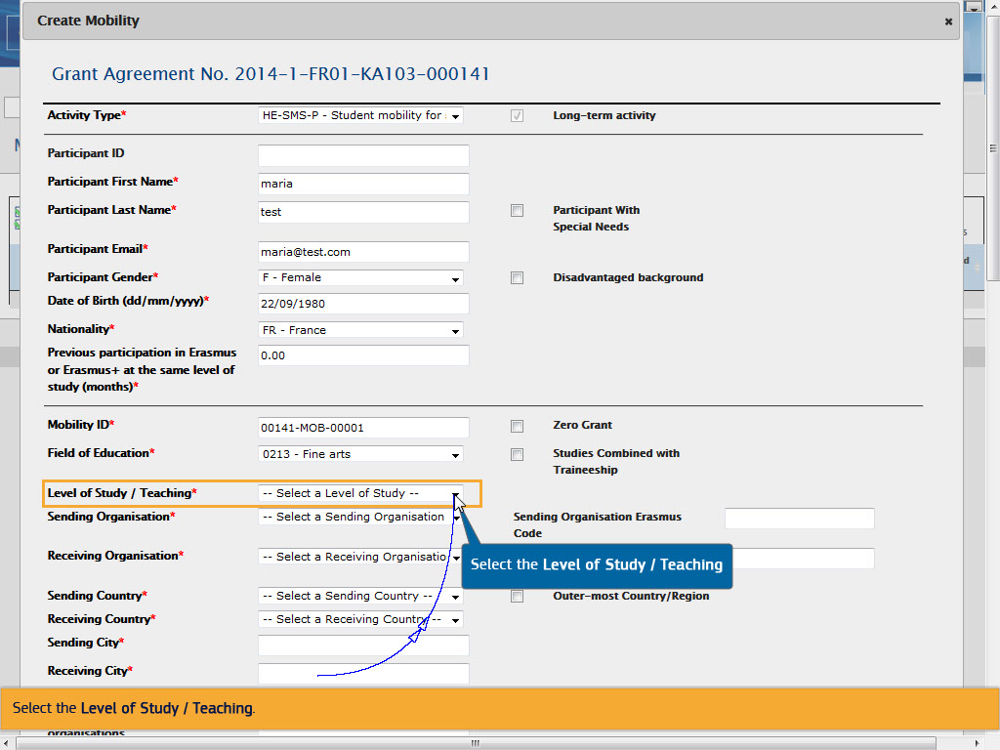 Create Mobility
Grant Agreement No. 2014-1-FR01-KA103-000141
Activity Type* HE-SMS-P - Student mobility for Long-term activity
Participant ID
Participant First Name* maria
Participant Last Name* test Participant With
Special Needs
Participant Email* maria@test.com
Participant Gender* F - Female Disadvantaged background
Date of Birth (dd/mm/yyyy)* 22/09/1980
Nationality* FR - France
Previous participation in Erasmus 0.00
or Erasmus+ at the same level of
study (months)*
Mobility ID* 00141-MOB-00001 Zero Grant
Field of Education* 0213 - Fine arts Studies Combined with
Traineeship
Level of Study / Teaching* -- Select a Level of Study --
Sending Organisation* -- Select a Sending Organisation Sending Organisation Erasmus
Code
Receiving Organisation* -- Select a Receiving Organisatio
Select the Level of Study / Teaching
Sending Country* -- Select a Sending Country -- Outer-most Country/Region
Receiving Country* -- Select a Receiving Country --
Sending City*
Receiving City*
Select the Level of Study / Teaching.
organisations